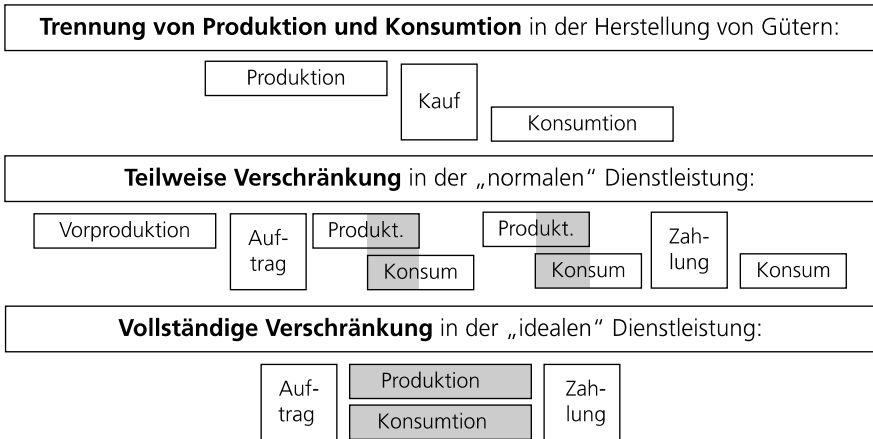 Trennung von Produktion und Konsumtion in der Herstellung von Gütern:
Produktion
Kauf
Konsumtion
Teilweise Verschränkung in der „normalen“ Dienstleistung:
Vorproduktion
Auf-
trag
Produkt.
Konsum
Produkt.
Konsum
Zah-
lung
Konsum
Vollständige Verschränkung in der „idealen“ Dienstleistung:
Auf-
trag
Produktion
Konsumtion
Zah-
lung